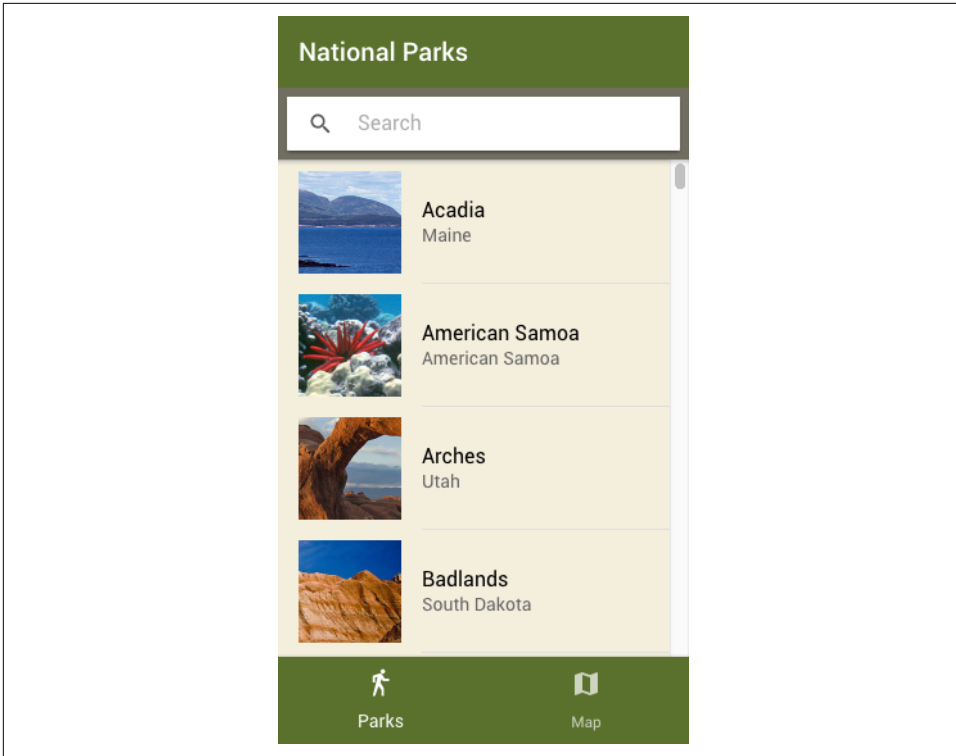 National Parks
Search
Acadia
Maine
American Samoa
American Samoa
Arches
Utah
Badlands
South Dakota
Parks
Map